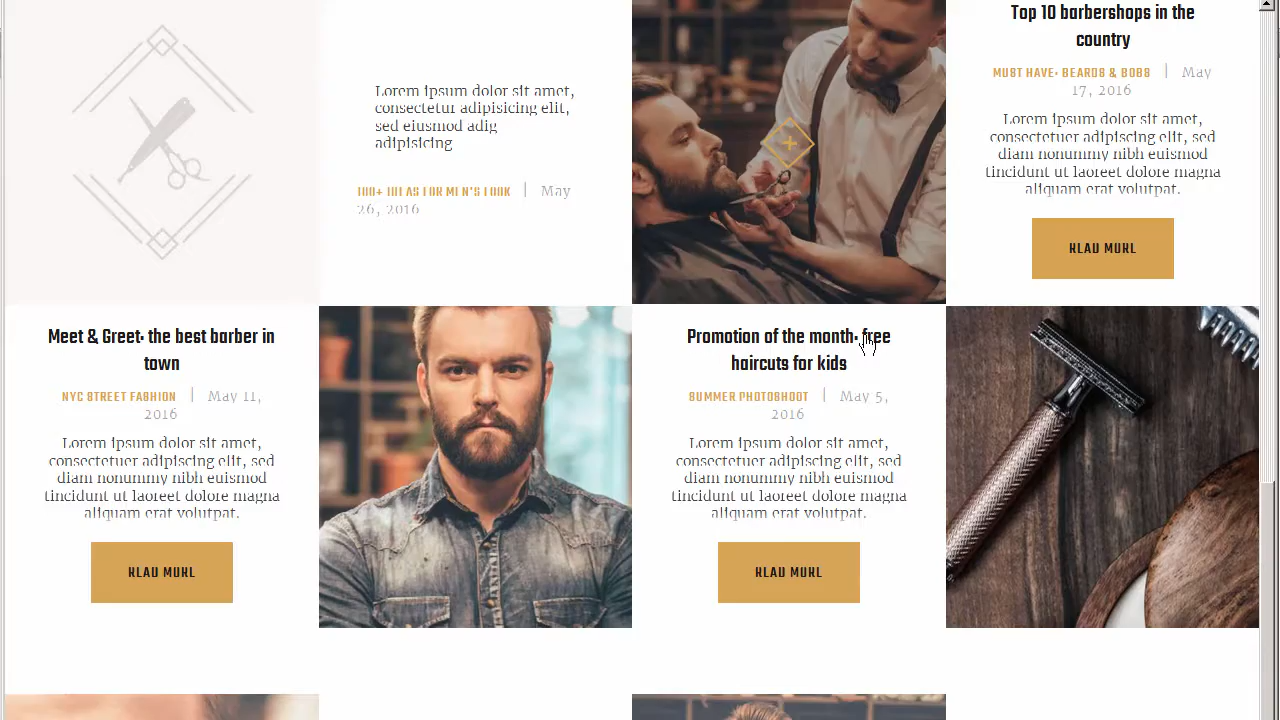 Lorem ipsum dolor sit amet,
consectetur adipisicing elit,
sed eiusmod adig
adipisicing
100+ IDEAS FOR MEN'S LOOK | May
26, 2016
Top 10 barbershops in the
country
MUST HAVE: BEARDS & BOBS | May
17, 2016
Lorem ipsum dolor sit amet,
consectetuer adipiscing elit, sed
diam nonummy nibh euismod
tincidunt ut laoreet dolore magna
aliquam erat volutpat.
READ MORE
Meet & Greet: the best barber in
town
NYC STREET FASHION | May 11,
2016
Lorem ipsum dolor sit amet,
consectetuer adipiscing elit, sed
diam nonummy nibh euismod
tincidunt ut laoreet dolore magna
aliquam erat volutpat.
READ MORE
Promotion of the month: free
haircuts for kids
SUMMER PHOTOSHOOT | May 5,
2016
Lorem ipsum dolor sit amet,
consectetuer adipiscing elit, sed
diam nonummy nibh euismod
tincidunt ut laoreet dolore magna
aliquam erat volutpat.
READ MORE